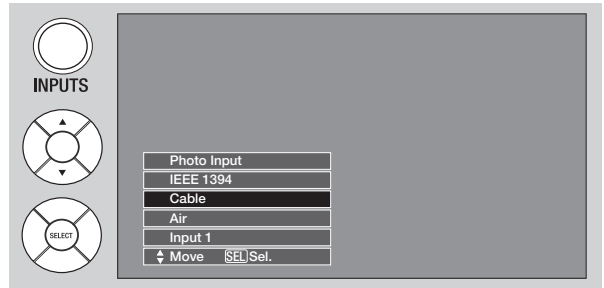 INPUTS
SELECT
Photo Input
IEEE 1394
Cable
Air
Input 1
Move SEL Sel.